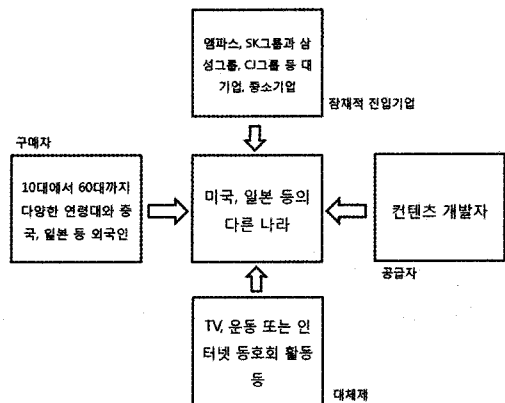 엠파스, SK그룹과 삼
성그룹, CJ그룹 등 대
기업, 중소기업
잠재적 진입기업
구매자
10대에서 60대까지
다양한 연령대와 중
국, 일본 등 외국인
미국, 일본 등의
다른 나라
컨텐츠 개발자
공급자
TV, 운동 또는 인
터넷 동호회 활동
등
대체제